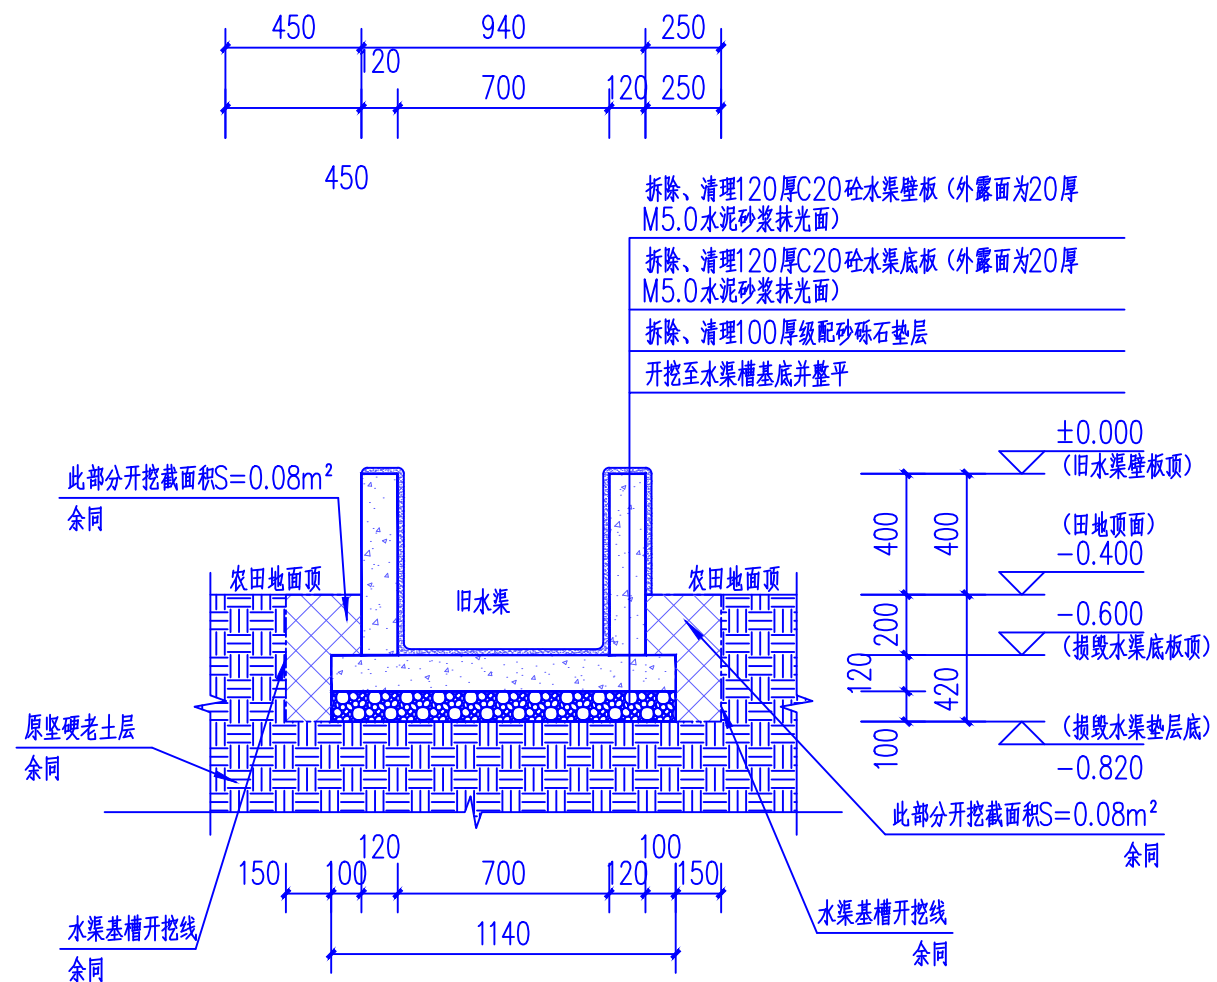 450 940 250
120
700 120 250
450
拆除、清理120厚C20砼水渠壁板（外露面为20厚
M5.0水泥砂浆抹光面）
拆除、清理120厚C20砼水渠底板（外露面为20厚
M5.0水泥砂浆抹光面）
拆除、清理100厚级配砂砾石垫层
开挖至水渠槽基底并整平
±0.000
（旧水渠壁板顶）
此部分开挖截面积S=0.08m²
余同
400 400
（田地顶面）
-0.400
农田地面顶
旧水渠
农田地面顶
-0.600
（损毁水渠底板顶）
200
120
420
100
（损毁水渠垫层底）
-0.820
原坚硬老土层
余同
此部分开挖截面积S=0.08m²
余同
120 100
150 100 700 120 150
水渠基槽开挖线
余同
1140
水渠基槽开挖线
余同